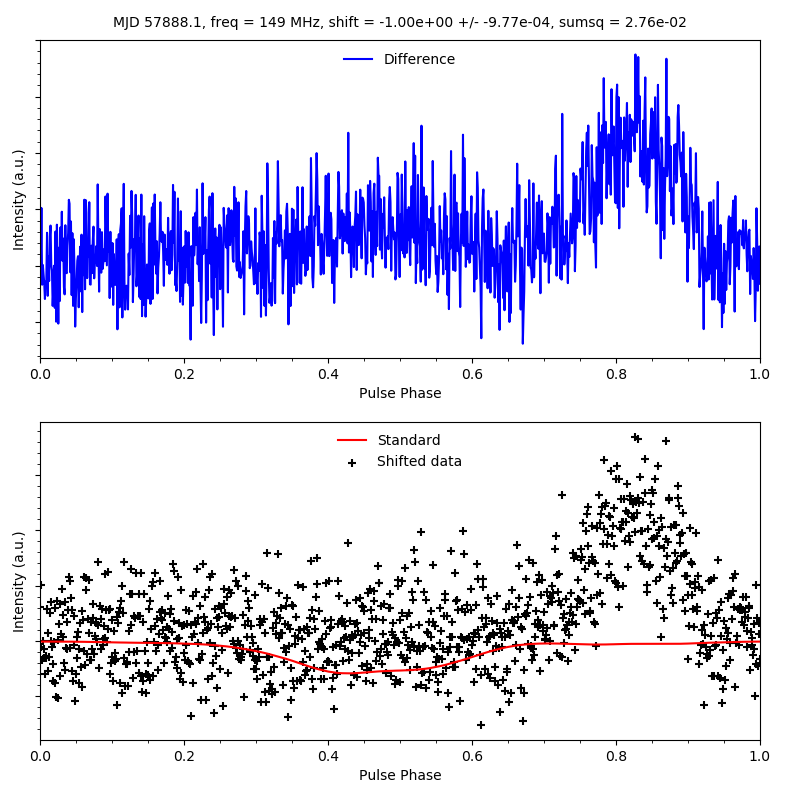 MJD 57888.1, freq = 149 MHz, shift = -1.00e+00 +/- -9.77e-04, sumsq = 2.76e-02
Difference
Intensity (a.u.)
0.0 0.2 0.4 0.6 0.8 1.0
Pulse Phase
Standard
Shifted data
Intensity (a.u.)
0.0 0.2 0.4 0.6 0.8 1.0
Pulse Phase